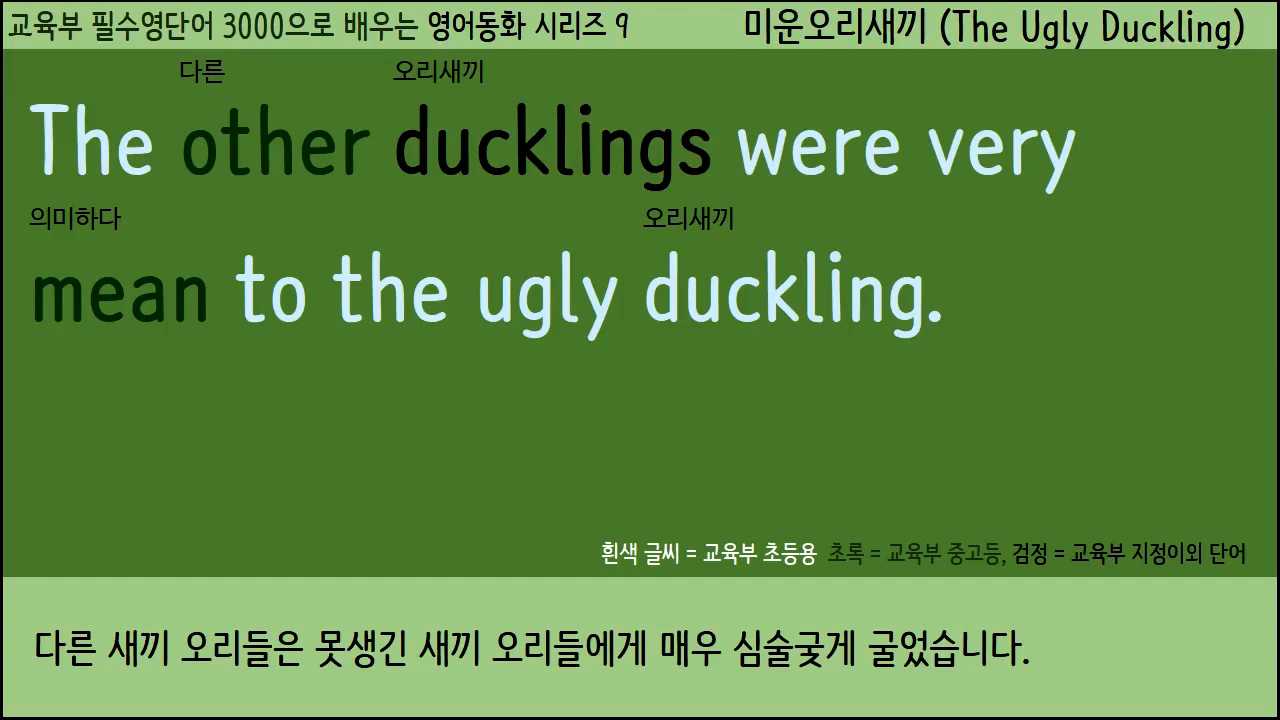 교육부 필수영단어 3000으로 배우는 영어동화 시리즈 9
미운오리새끼 (The Ugly Duckling)
다른 오리새끼
The other ducklings were very
의미하다 오리새끼
mean to the ugly duckling.
흰색 글씨 = 교육부 초등용 초록 = 교육부 중고등, 검정 = 교육부 지정이외 단어
다른 새끼 오리들은 못생긴 새끼 오리들에게 매우 심술궂게 굴었습니다.